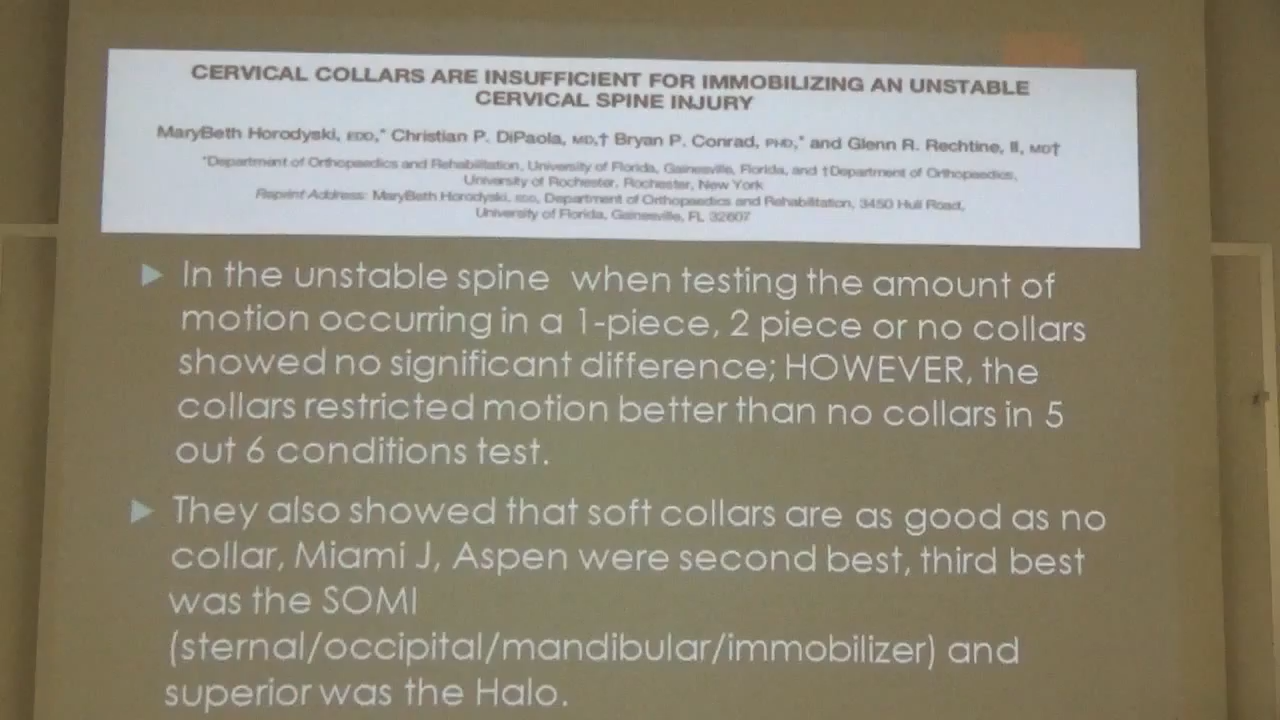 CERVICAL COLLARS ARE INSUFFICIENT FOR IMMOBILIZING AN UNSTABLE
CERVICAL SPINE INJURY
MaryBeth Horodyski, EDD,* Christian P. DiPaola, MD,† Bryan P. Conrad, PHD,* and Glenn R. Rechtine, II, MD†
*Department of Orthopaedics and Rehabilitation, University of Florida, Gainesville, Florida, and †Department of Orthopaedics,
University of Rochester, Rochester, New York
Reprint Address: MaryBeth Horodyski, EDD, Department of Orthopaedics and Rehabilitation, 3450 Hull Road,
University of Florida, Gainesville, FL 32607
In the unstable spine when testing the amount of
motion occurring in a 1-piece, 2 piece or no collars
showed no significant difference; HOWEVER, the
collars restricted motion better than no collars in 5
out 6 conditions test.
They also showed that soft collars are as good as no
collar, Miami J, Aspen were second best, third best
was the SOMI
(sternal/occipital/mandibular/immobilizer) and
superior was the Halo.